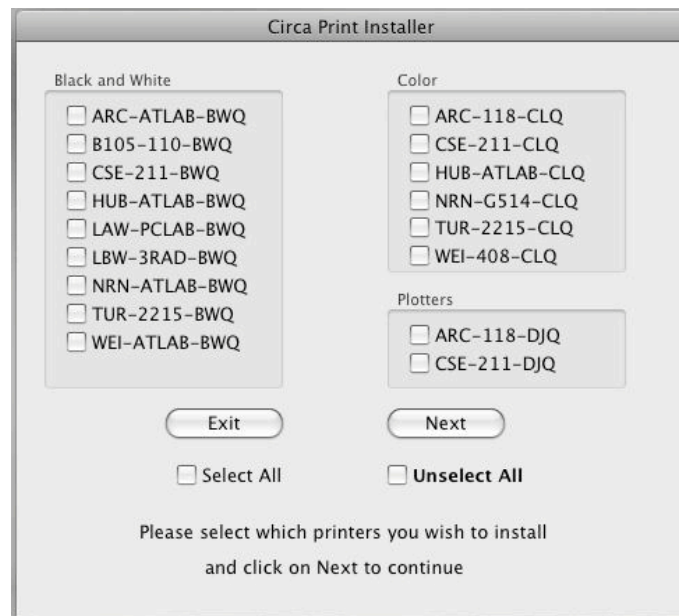 Circa Print Installer
Black and White
ARC-ATLAB-BWQ
B105-110-BWQ
CSE-211-BWQ
HUB-ATLAB-BWQ
LAW-PCLAB-BWQ
LBW-3RAD-BWQ
NRN-ATLAB-BWQ
TUR-2215-BWQ
WEI-ATLAB-BWQ
Color
ARC-118-CLQ
CSE-211-CLQ
HUB-ATLAB-CLQ
NRN-G514-CLQ
TUR-2215-CLQ
WEI-408-CLQ
Plotters
ARC-118-DJQ
CSE-211-DJQ
Exit
Next
Select All
Unselect All
Please select which printers you wish to install
and click on Next to continue